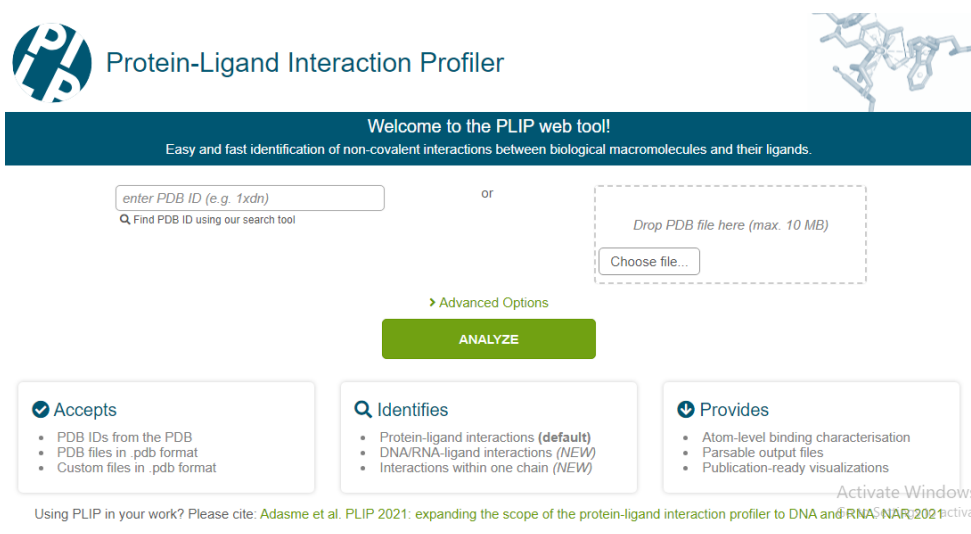 PLIP
Protein-Ligand Interaction Profiler
Welcome to the PLIP web tool!
Easy and fast identification of non-covalent interactions between biological macromolecules and their ligands.
enter PDB ID (e.g. 1xdn)
Find PDB ID using our search tool
or
Drop PDB file here (max. 10 MB)
Choose file...
Advanced Options
ANALYZE
Accepts
PDB IDs from the PDB
PDB files in .pdb format
Custom files in .pdb format
Identifies
Protein-ligand interactions (default)
DNA/RNA-ligand interactions (NEW)
Interactions within one chain (NEW)
Provides
Atom-level binding characterisation
Parsable output files
Publication-ready visualizations
Activate Windows
Using PLIP in your work? Please cite: Adasme et al. PLIP 2021: expanding the scope of the protein-ligand interaction profiler to DNA and RNA. NAR 2021